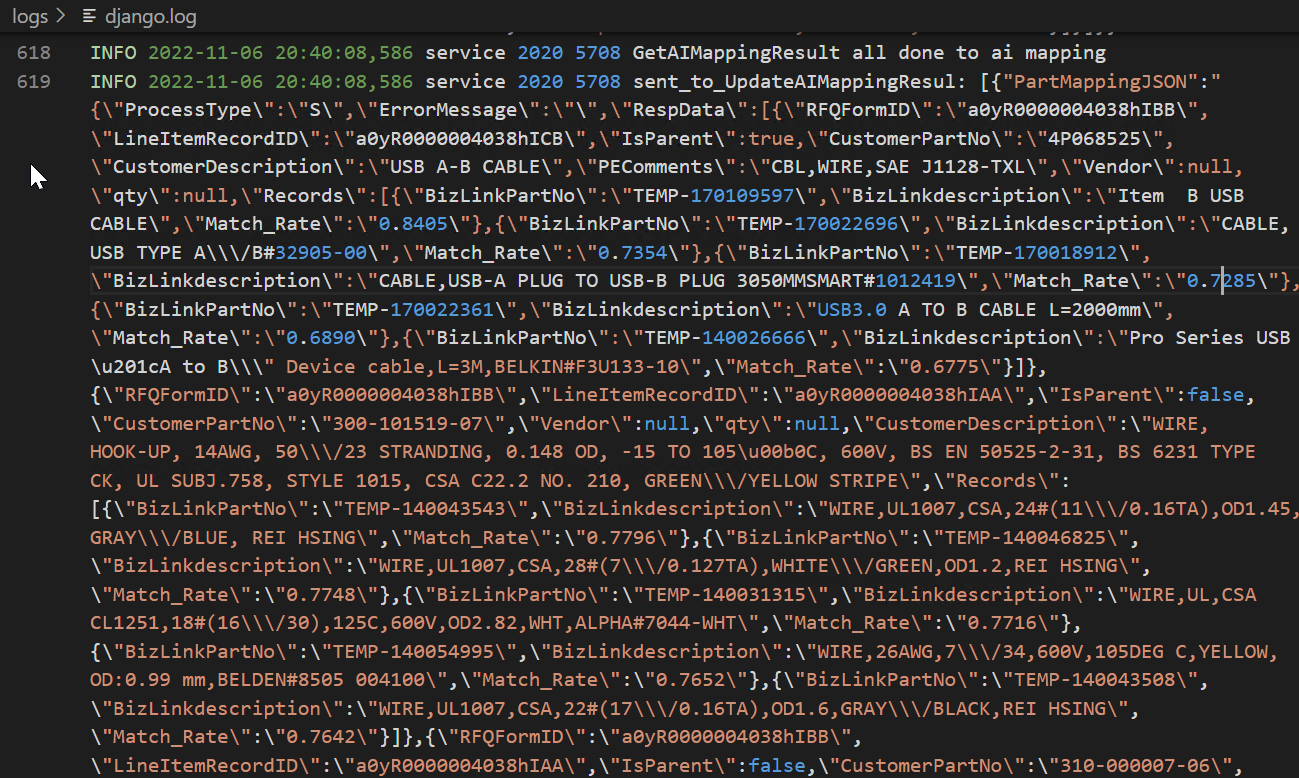 logs > django.log
618 INFO 2022-11-06 20:40:08,586 service 2020 5708 GetAIMappingResult all done to ai mapping
619 INFO 2022-11-06 20:40:08,586 service 2020 5708 sent_to_UpdateAIMappingResul: [{"PartMappingJSON":"
{\"ProcessType\":\"S\",\"ErrorMessage\":\"\",\"RespData\":[{\"RFQFormID\":\"a0yR0000004038hIBB\",
\"LineItemRecordID\":\"a0yR0000004038hICB\",\"IsParent\":true,\"CustomerPartNo\":\"4P068525\",
\"CustomerDescription\":\"USB A-B CABLE\",\"PEComments\":\"CBL,WIRE,SAE J1128-TXL\",\"Vendor\":null,
\"qty\":null,\"Records\":[{\"BizLinkPartNo\":\"TEMP-170109597\",\"BizLinkdescription\":\"Item  B USB
CABLE\",\"Match_Rate\":\"0.8405\"},{\"BizLinkPartNo\":\"TEMP-170022696\",\"BizLinkdescription\":\"CABLE,
USB TYPE A\\\/B#32905-00\",\"Match_Rate\":\"0.7354\"},{\"BizLinkPartNo\":\"TEMP-170018912\",
\"BizLinkdescription\":\"CABLE,USB-A PLUG TO USB-B PLUG 3050MMSMART#1012419\",\"Match_Rate\":\"0.7285\"},
{\"BizLinkPartNo\":\"TEMP-170022361\",\"BizLinkdescription\":\"USB3.0 A TO B CABLE L=2000mm\",
\"Match_Rate\":\"0.6890\"},{\"BizLinkPartNo\":\"TEMP-140026666\",\"BizLinkdescription\":\"Pro Series USB
\u201cA to B\\\" Device cable,L=3M,BELKIN#F3U133-10\",\"Match_Rate\":\"0.6775\"}]},
{\"RFQFormID\":\"a0yR0000004038hIBB\",\"LineItemRecordID\":\"a0yR0000004038hIAA\",\"IsParent\":false,
\"CustomerPartNo\":\"300-101519-07\",\"Vendor\":null,\"qty\":null,\"CustomerDescription\":\"WIRE,
HOOK-UP, 14AWG, 50\\\/23 STRANDING, 0.148 OD, -15 TO 105\u00b0C, 600V, BS EN 50525-2-31, BS 6231 TYPE
CK, UL SUBJ.758, STYLE 1015, CSA C22.2 NO. 210, GREEN\\\/YELLOW STRIPE\",\"Records\":
[{\"BizLinkPartNo\":\"TEMP-140043543\",\"BizLinkdescription\":\"WIRE,UL1007,CSA,24#(11\\\/0.16TA),OD1.45,
GRAY\\\/BLUE, REI HSING\",\"Match_Rate\":\"0.7796\"},{\"BizLinkPartNo\":\"TEMP-140046825\",
\"BizLinkdescription\":\"WIRE,UL1007,CSA,28#(7\\\/0.127TA),WHITE\\\/GREEN,OD1.2,REI HSING\",
\"Match_Rate\":\"0.7748\"},{\"BizLinkPartNo\":\"TEMP-140031315\",\"BizLinkdescription\":\"WIRE,UL,CSA
CL1251,18#(16\\\/30),125C,600V,OD2.82,WHT,ALPHA#7044-WHT\",\"Match_Rate\":\"0.7716\"},
{\"BizLinkPartNo\":\"TEMP-140054995\",\"BizLinkdescription\":\"WIRE,26AWG,7\\\/34,600V,105DEG C,YELLOW,
OD:0.99 mm,BELDEN#8505 004100\",\"Match_Rate\":\"0.7652\"},{\"BizLinkPartNo\":\"TEMP-140043508\",
\"BizLinkdescription\":\"WIRE,UL1007,CSA,22#(17\\\/0.16TA),OD1.6,GRAY\\\/BLACK,REI HSING\",
\"Match_Rate\":\"0.7642\"}]},{\"RFQFormID\":\"a0yR0000004038hIBB\",
\"LineItemRecordID\":\"a0yR0000004038hIAA\",\"IsParent\":false,\"CustomerPartNo\":\"310-000007-06\",